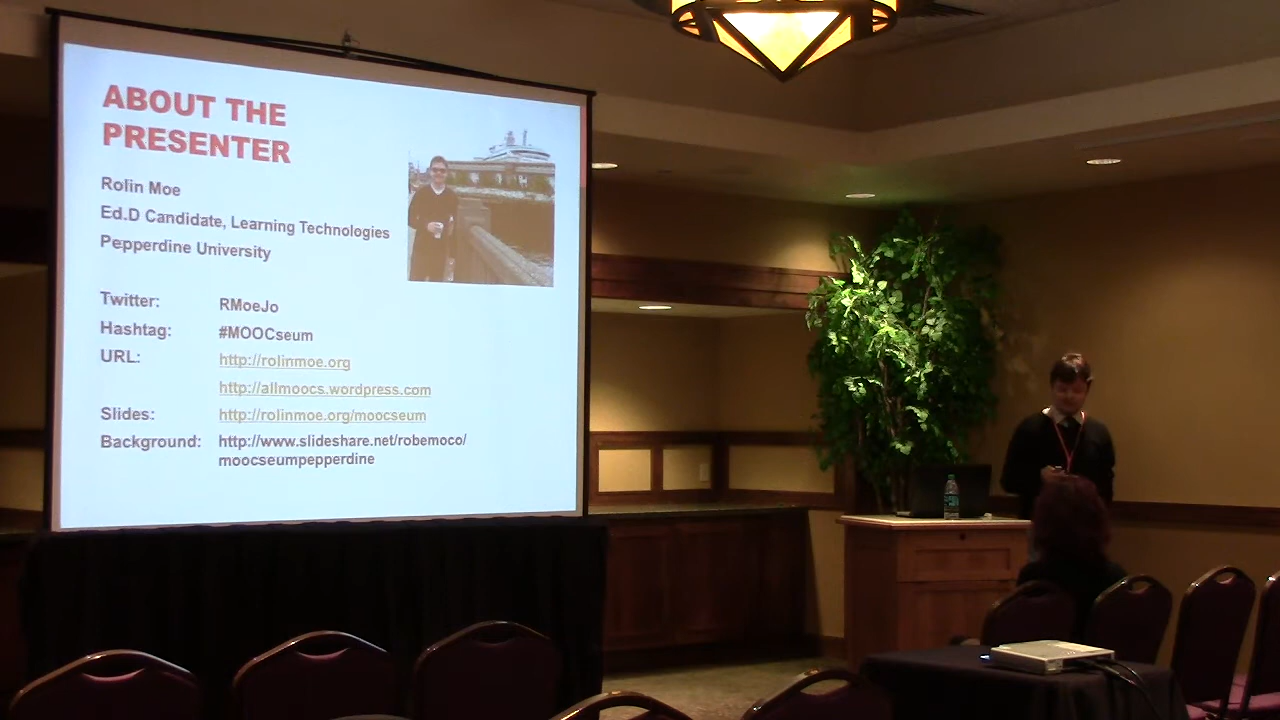 ABOUT THE
PRESENTER
Rolin Moe
Ed.D Candidate, Learning Technologies
Pepperdine University
Twitter: RMoeJo
Hashtag: #MOOCseum
URL: http://rolinmoe.org
http://allmoocs.wordpress.com
Slides: http://rolinmoe.org/moocseum
Background: http://www.slideshare.net/robemoco/
moocseumpepperdine